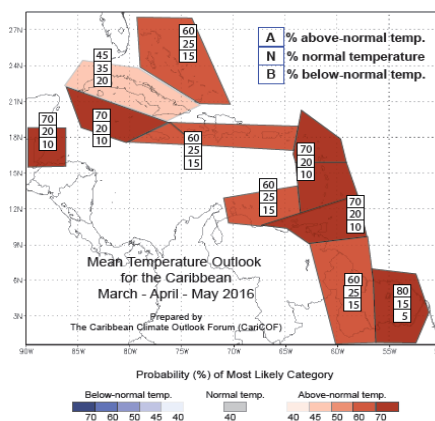 27N
24N
21N
18N
15N
12N
9N
6N
3N
90W
85W
80W
75W
70W
65W
60W
55W
A % above-normal temp.
N % normal temperature
B % below-normal temp.
60
25
15
45
35
20
70
20
10
70
20
10
60
25
15
70
20
10
60
25
15
70
20
10
60
25
15
80
15
5
Mean Temperature Outlook
for the Caribbean
March - April - May 2016
Prepared by
The Caribbean Climate Outlook Forum (CariCOF)
Probability (%) of Most Likely Category
Below-normal temp. Normal temp. Above-normal temp.
70 60 50 45 40 40 40 45 50 60 70